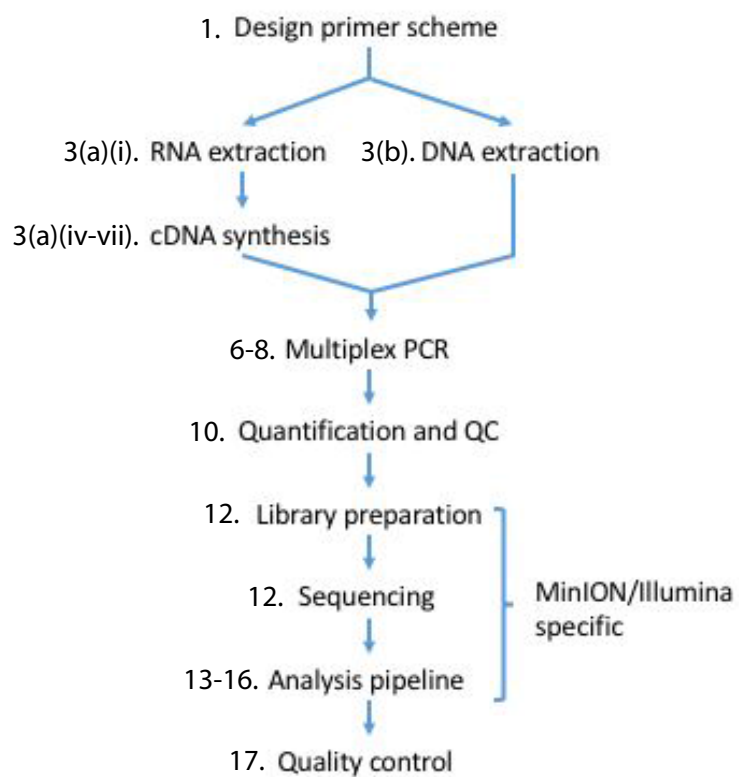 1. Design primer scheme
3(a)(i). RNA extraction
3(b). DNA extraction
3(a)(iv-vii). cDNA synthesis
6-8. Multiplex PCR
10. Quantification and QC
12. Library preparation
12. Sequencing
MinION/Illumina
specific
13-16. Analysis pipeline
17. Quality control